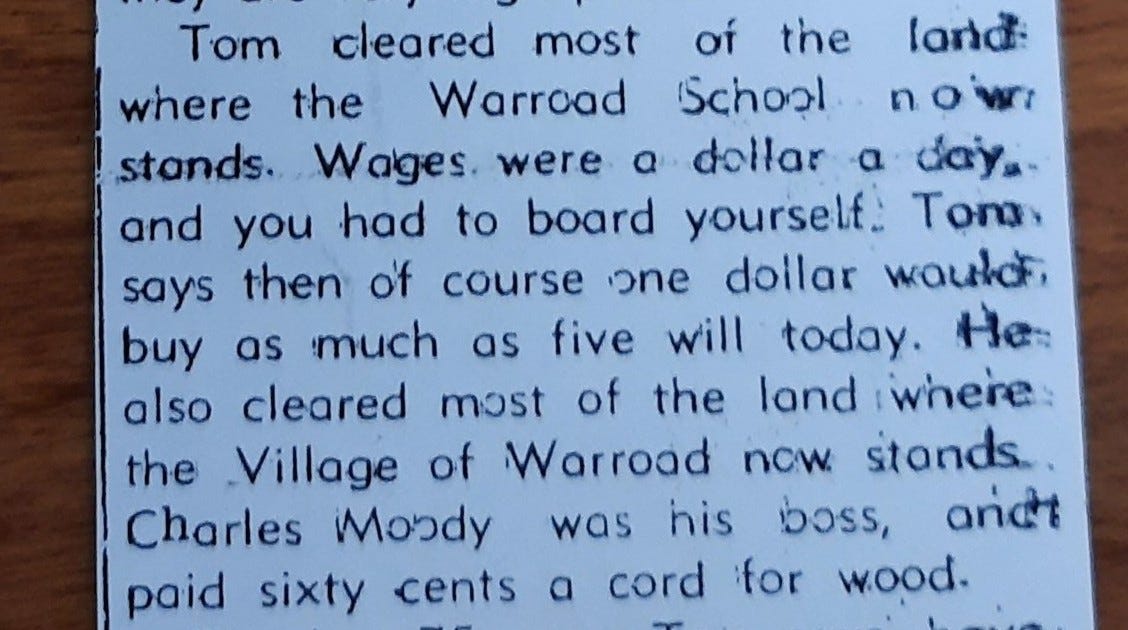 Tom cleared most of the land
where the Warroad School now
stands. Wages were a dollar a day,
and you had to board yourself. Tom
says then of course one dollar would
buy as much as five will today. He
also cleared most of the land where
the Village of Warroad now stands.
Charles Moody was his boss, and
paid sixty cents a cord for wood.